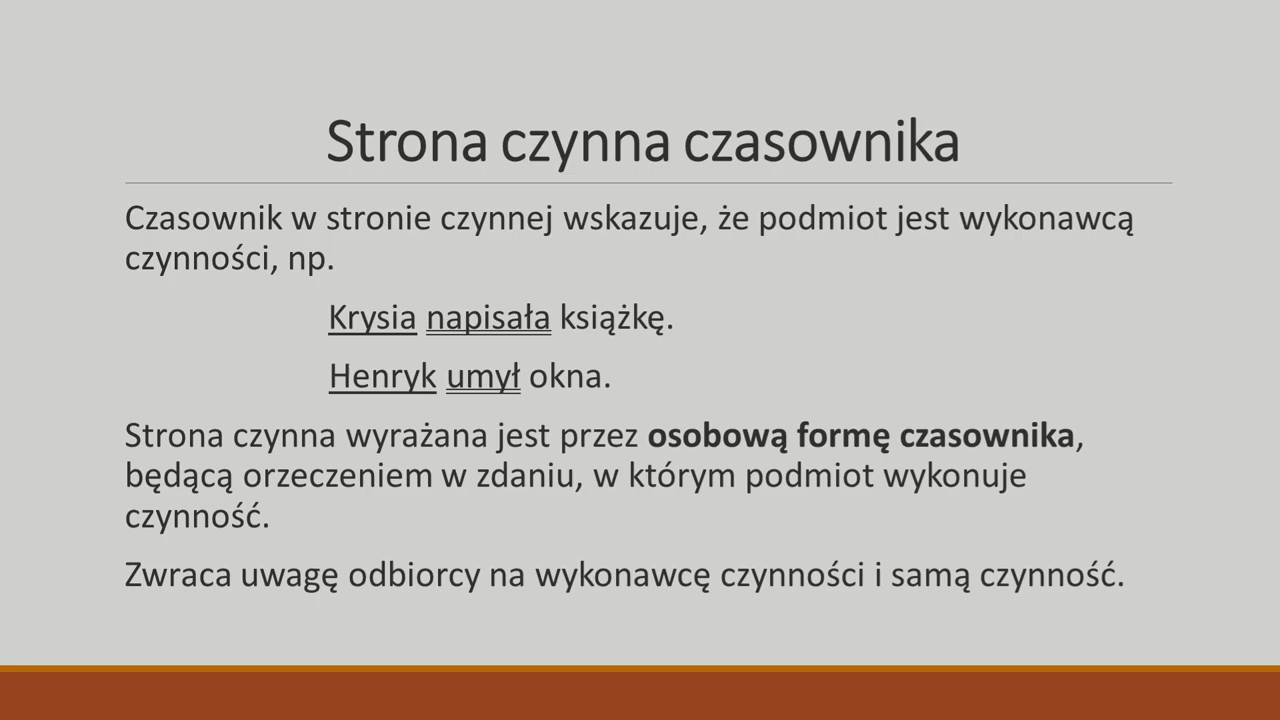 Strona czynna czasownika
Czasownik w stronie czynnej wskazuje, że podmiot jest wykonawcą
czynności, np.
Krysia napisała książkę.
Henryk umył okna.
Strona czynna wyrażana jest przez osobową formę czasownika,
będącą orzeczeniem w zdaniu, w którym podmiot wykonuje
czynność.
Zwraca uwagę odbiorcy na wykonawcę czynności i samą czynność.